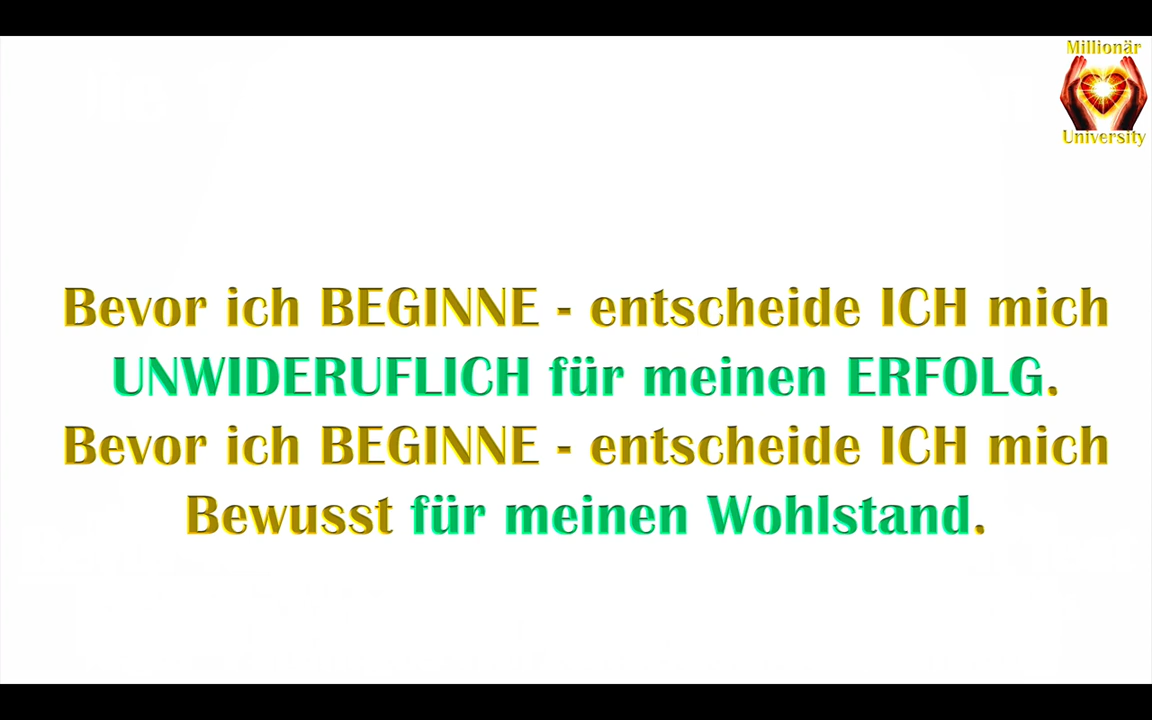 Millionär
University
Bevor ich BEGINNE - entscheide ICH mich
UNWIDERUFLICH für meinen ERFOLG.
Bevor ich BEGINNE - entscheide ICH mich
Bewusst für meinen Wohlstand.